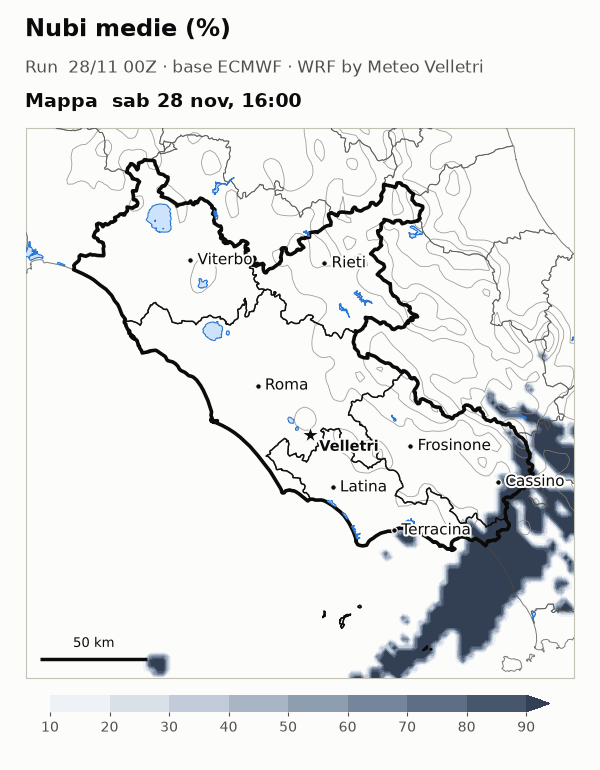 Nubi medie (%)
Run  28/11 00Z · base ECMWF · WRF by Meteo Velletri
Mappa  sab 28 nov, 16:00
Viterbo
Rieti
Roma
Velletri
Frosinone
Cassino
Latina
Terracina
50 km
10 20 30 40 50 60 70 80 90